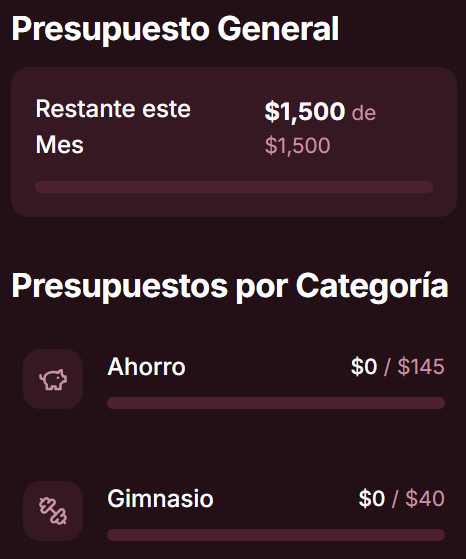 Presupuesto General
Restante este
Mes
$1,500 de
$1,500
Presupuestos por Categoría
Ahorro $0 / $145
Gimnasio $0 / $40